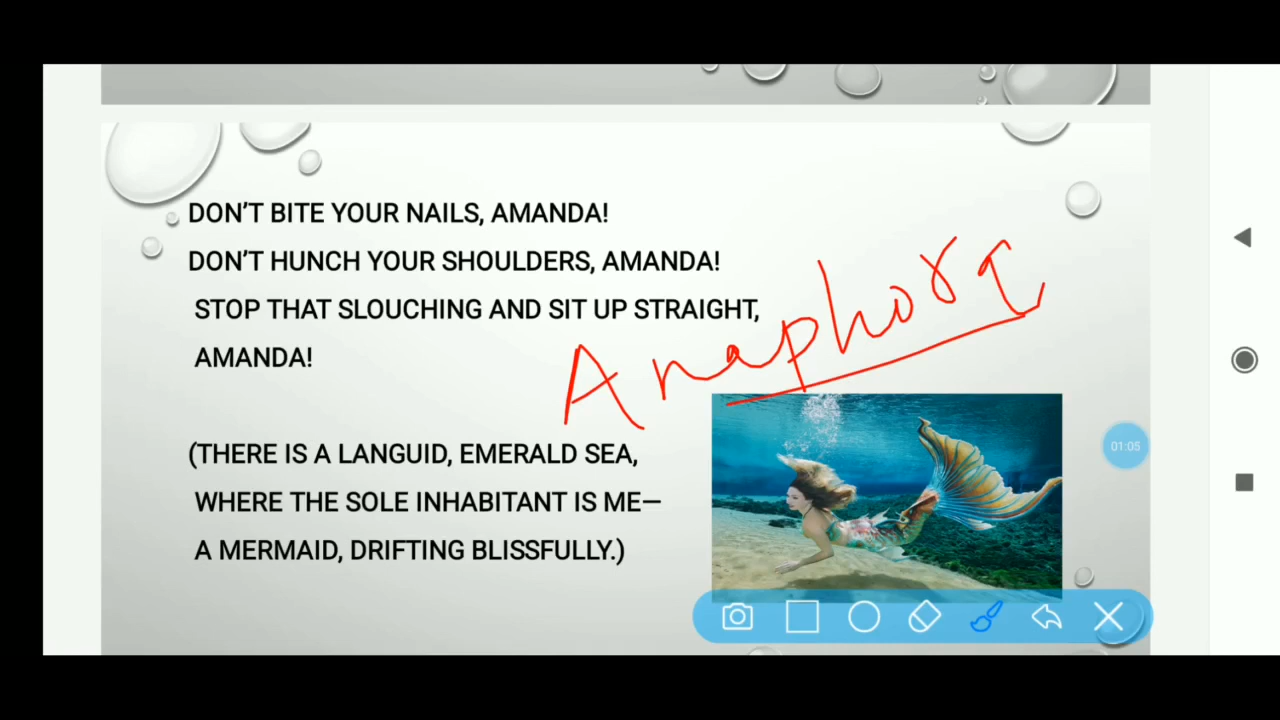 DON'T BITE YOUR NAILS, AMANDA!
DON'T HUNCH YOUR SHOULDERS, AMANDA!
STOP THAT SLOUCHING AND SIT UP STRAIGHT,
AMANDA!
Anaphora
(THERE IS A LANGUID, EMERALD SEA,
WHERE THE SOLE INHABITANT IS ME—
A MERMAID, DRIFTING BLISSFULLY.)
01:05